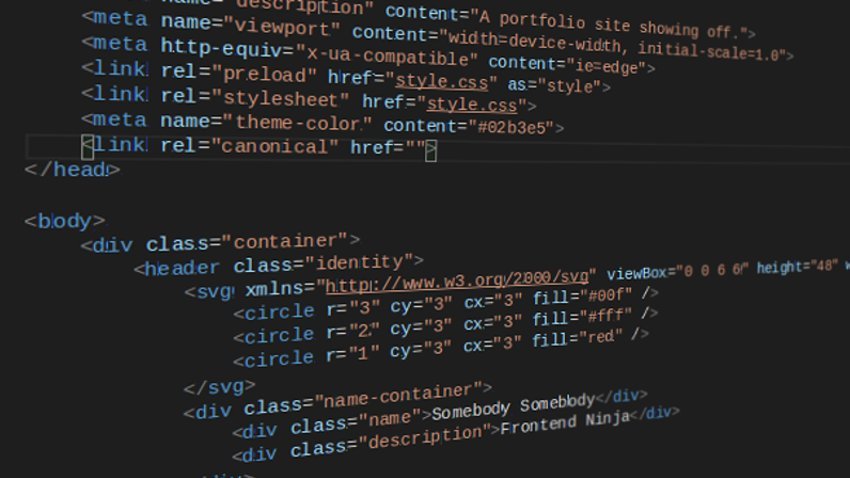 description" content="A portfolio site showing off.">
<meta name="viewport" content="width=device-width, initial-scale=1.0">
<meta http-equiv="x-ua-compatible" content="ie=edge">
<link rel="preload" href="style.css" as="style">
<link rel="stylesheet" href="style.css">
<meta name="theme-color" content="#02b3e5">
<link rel="canonical" href="">
</head>
<body>
<div class="container">
<header class="identity">
<svg xmlns="http://www.w3.org/2000/svg" viewBox="0 0 6 6" height="48" w
<circle r="3" cy="3" cx="3" fill="#00f" />
<circle r="2" cy="3" cx="3" fill="#fff" />
<circle r="1" cy="3" cx="3" fill="red" />
</svg>
<div class="name-container">
<div class="name">Somebody Somebody</div>
<div class="description">Frontend Ninja</div>